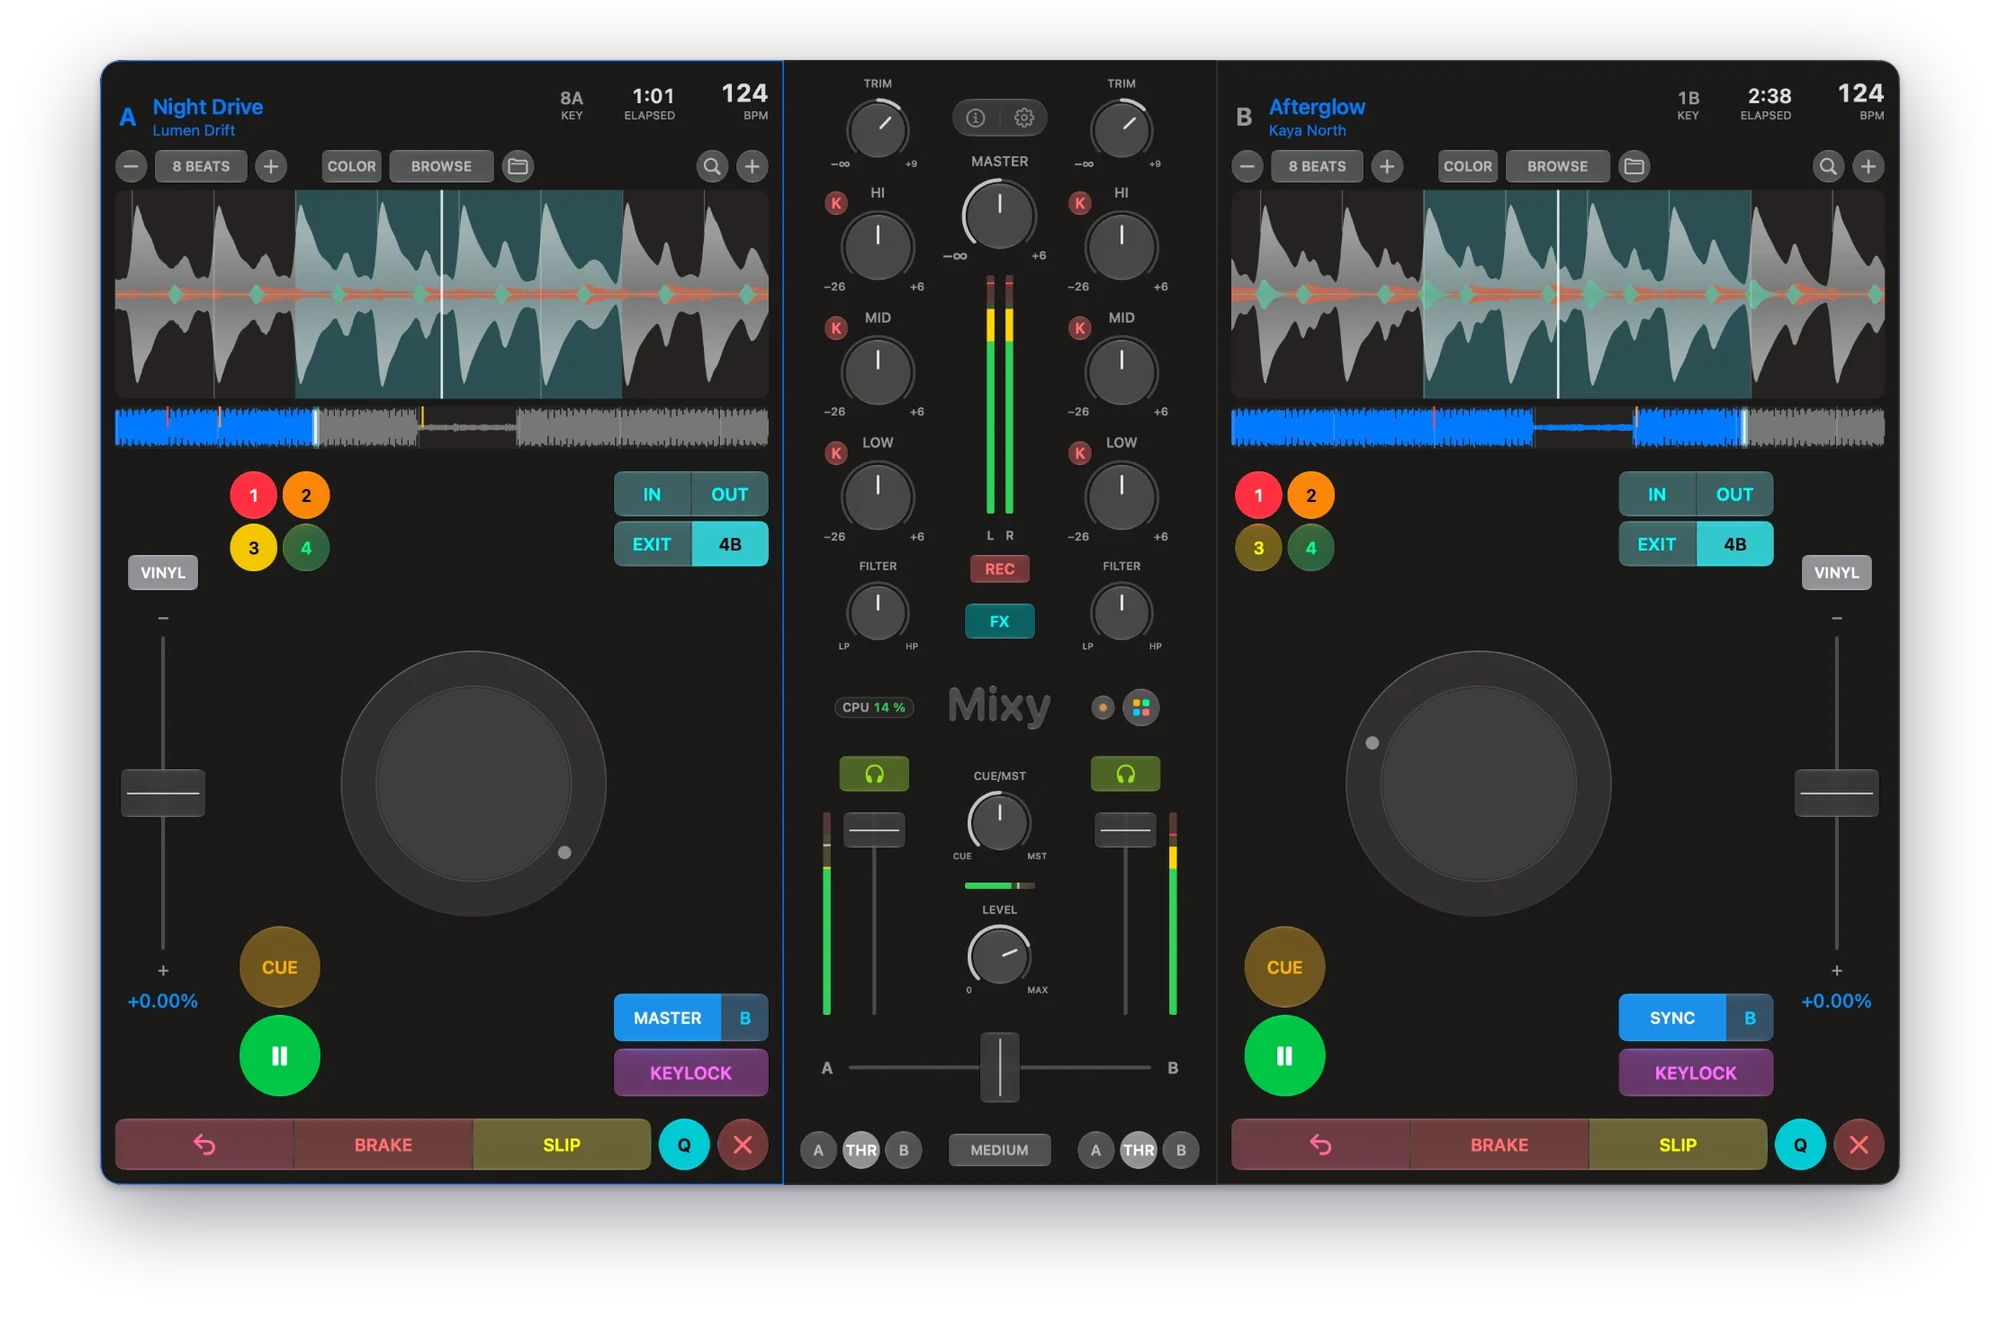 A
Night Drive
Lumen Drift
8A
KEY
1:01
ELAPSED
124
BPM
8 BEATS
COLOR
BROWSE
1
2
3
4
IN
OUT
EXIT
4B
VINYL
−
+
+0.00%
CUE
MASTER
B
KEYLOCK
BRAKE
SLIP
Q
TRIM
−∞
+9
K
HI
−26
+6
K
MID
−26
+6
K
LOW
−26
+6
FILTER
LP
HP
CPU 14 %
MASTER
−∞
+6
L R
REC
FX
Mixy
CUE/MST
CUE
MST
LEVEL
0
MAX
TRIM
−∞
+9
K
HI
−26
+6
K
MID
−26
+6
K
LOW
−26
+6
FILTER
LP
HP
A
B
A
THR
B
MEDIUM
A
THR
B
B
Afterglow
Kaya North
1B
KEY
2:38
ELAPSED
124
BPM
8 BEATS
COLOR
BROWSE
1
2
3
4
IN
OUT
EXIT
4B
VINYL
−
+
+0.00%
CUE
SYNC
B
KEYLOCK
BRAKE
SLIP
Q